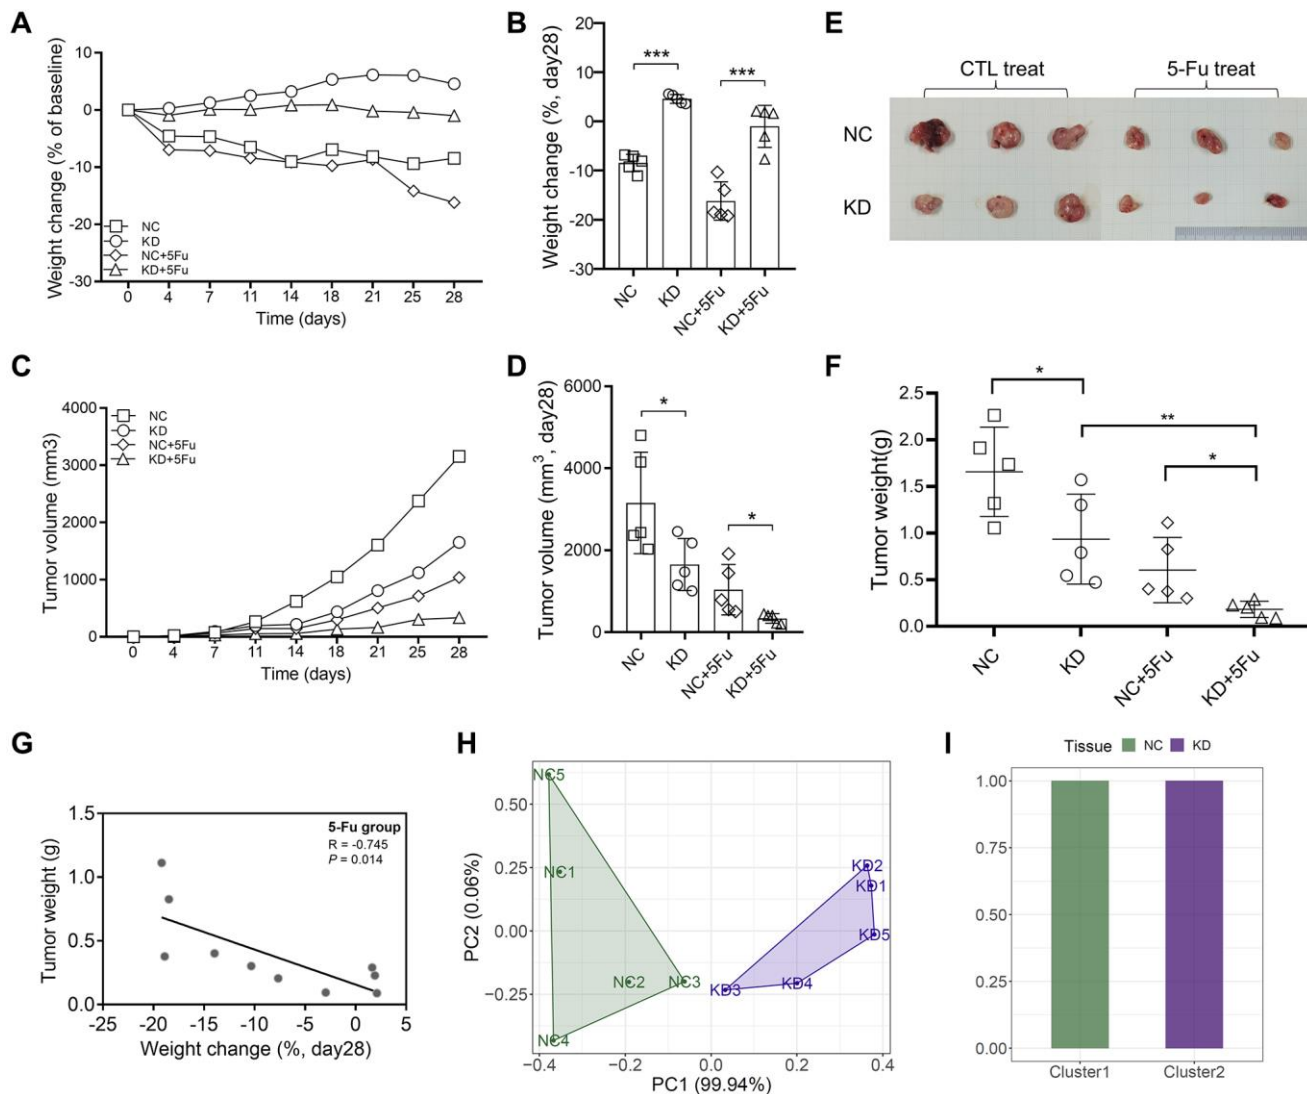 A
Weight change (% of baseline)
10
0
-10
-20
-30
NC
KD
NC+5Fu
KD+5Fu
0 4 7 11 14 18 21 25 28
Time (days)
B
Weight change (%, day28)
20
10
0
-10
-20
-30
***
***
NC KD NC+5Fu KD+5Fu
E
CTL treat 5-Fu treat
NC
KD
C
Tumor volume (mm3)
4000
3000
2000
1000
0
NC
KD
NC+5Fu
KD+5Fu
0 4 7 11 14 18 21 25 28
Time (days)
D
Tumor volume (mm³, day28)
6000
4000
2000
0
*
*
NC KD NC+5Fu KD+5Fu
F
Tumor weight(g)
2.5
2.0
1.5
1.0
0.5
0.0
*
**
*
NC KD NC+5Fu KD+5Fu
G
Tumor weight (g)
1.5
1.0
0.5
0.0
5-Fu group
R = -0.745
P = 0.014
-25 -20 -15 -10 -5 0 5
Weight change (%, day28)
H
PC2 (0.06%)
0.50
0.25
0.00
−0.25
NC5
NC1
NC2
NC3
NC4
KD2
KD1
KD5
KD4
KD3
−0.4 −0.2 0.0 0.2 0.4
PC1 (99.94%)
I
Tissue NC KD
1.00
0.75
0.50
0.25
0.00
Cluster1 Cluster2